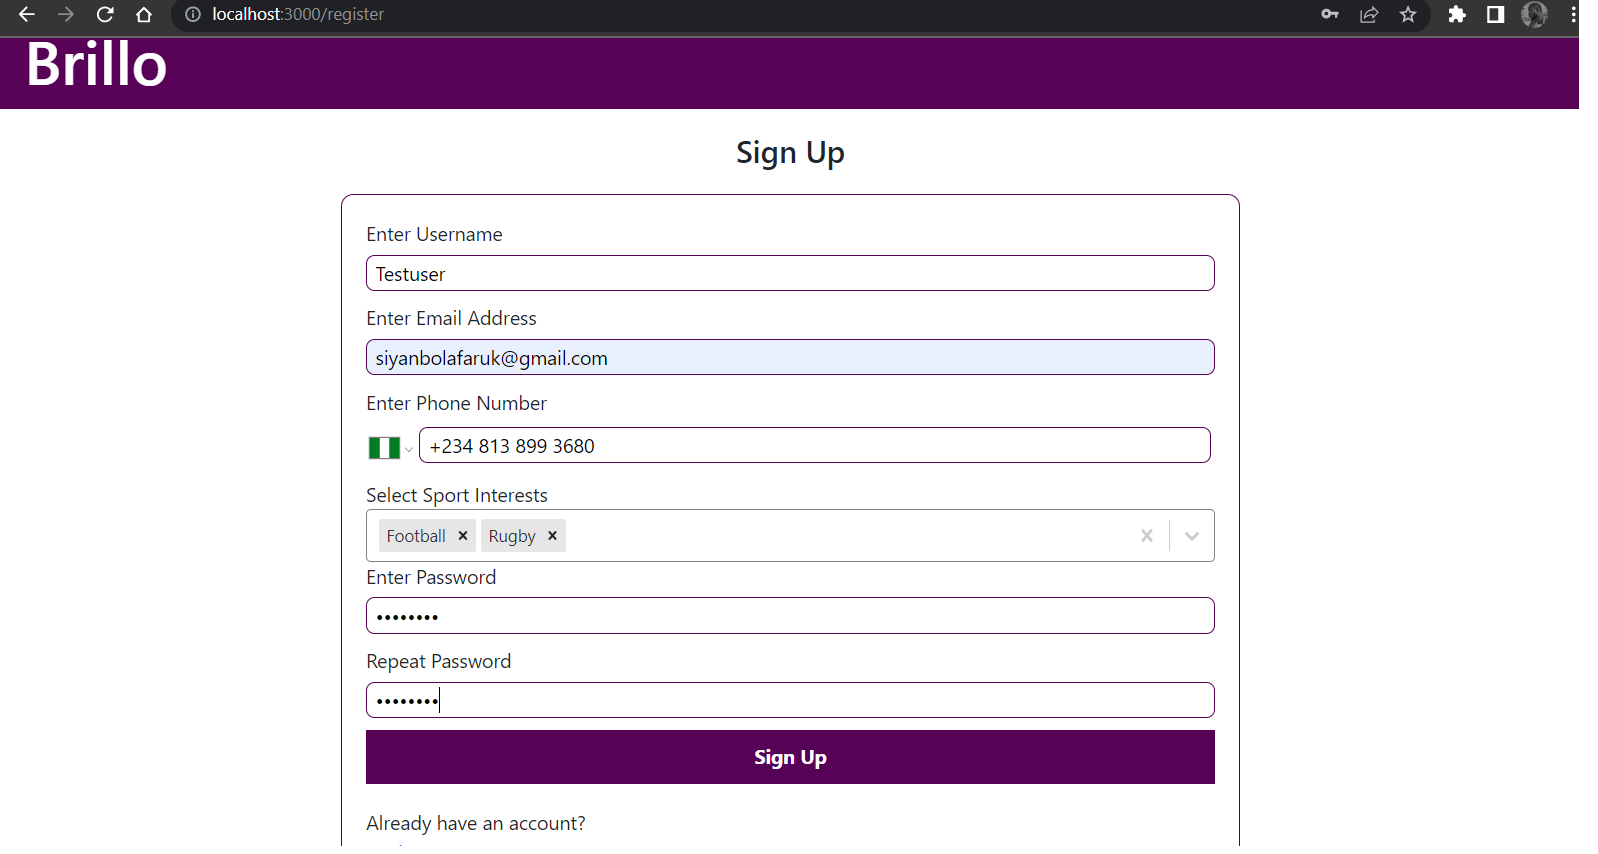 localhost:3000/register
Brillo
Sign Up
Enter Username
Testuser
Enter Email Address
siyanbolafaruk@gmail.com
Enter Phone Number
+234 813 899 3680
Select Sport Interests
Football Rugby
Enter Password
••••••••
Repeat Password
••••••••
Sign Up
Already have an account?